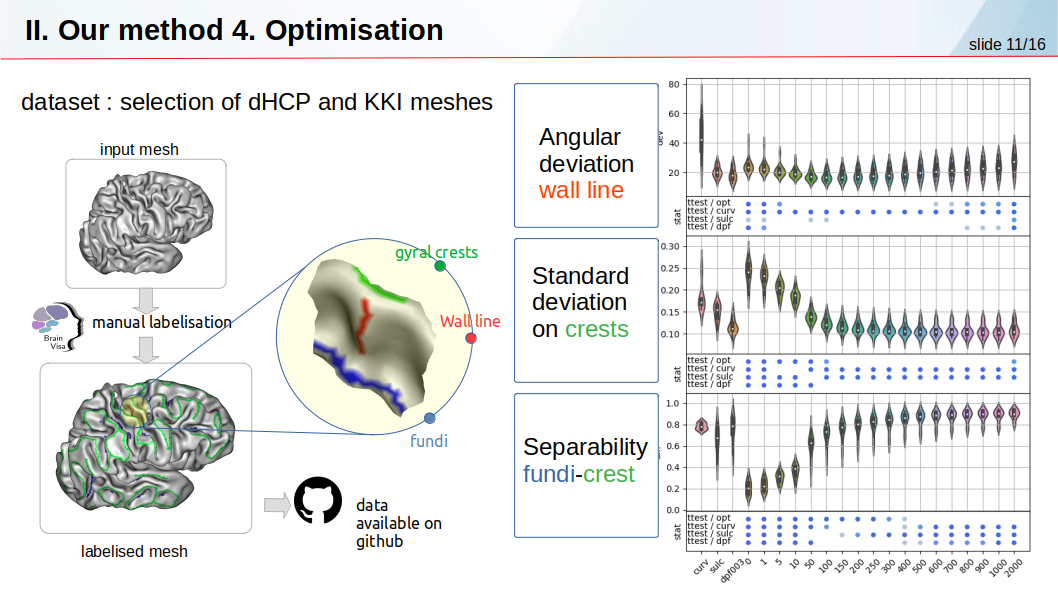 II. Our method 4. Optimisation
slide 11/16
dataset : selection of dHCP and KKI meshes
input mesh
Brain
Visa
manual labelisation
gyral crests
Wall line
fundi
labelised mesh
data
available on
github
Angular
deviation
wall line
Standard
deviation
on crests
Separability
fundi-crest
80
60
40
20
dev
stat
ttest / opt
ttest / curv
ttest / sulc
ttest / dpf
0.30
0.25
0.20
0.15
0.10
stat
ttest / opt
ttest / curv
ttest / sulc
ttest / dpf
1.0
0.8
0.6
0.4
0.2
0.0
stat
ttest / opt
ttest / curv
ttest / sulc
ttest / dpf
curv
sulc
dpf003
0
1
5
10
50
100
150
200
250
300
400
500
600
700
800
900
1000
2000